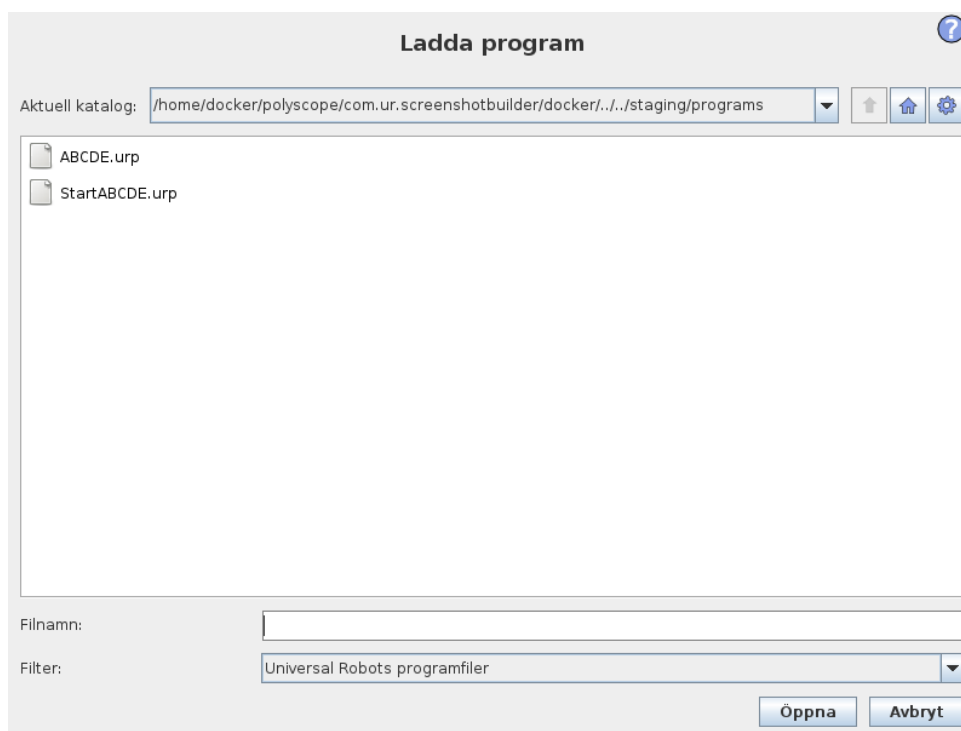 Ladda program
?
Aktuell katalog: /home/docker/polyscope/com.ur.screenshotbuilder/docker/../../staging/programs
ABCDE.urp
StartABCDE.urp
Filnamn:
Filter: Universal Robots programfiler
Öppna Avbryt